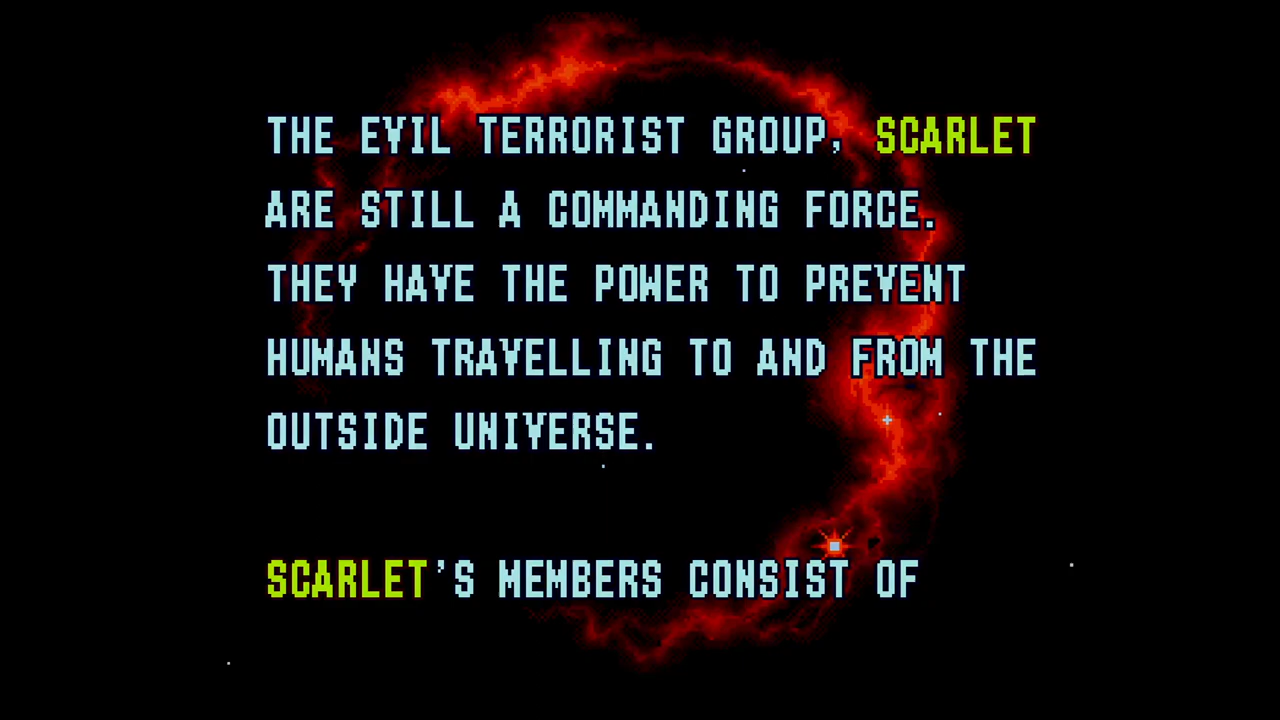 THE EVIL TERRORIST GROUP, SCARLET
ARE STILL A COMMANDING FORCE.
THEY HAVE THE POWER TO PREVENT
HUMANS TRAVELLING TO AND FROM THE
OUTSIDE UNIVERSE.
SCARLET'S MEMBERS CONSIST OF